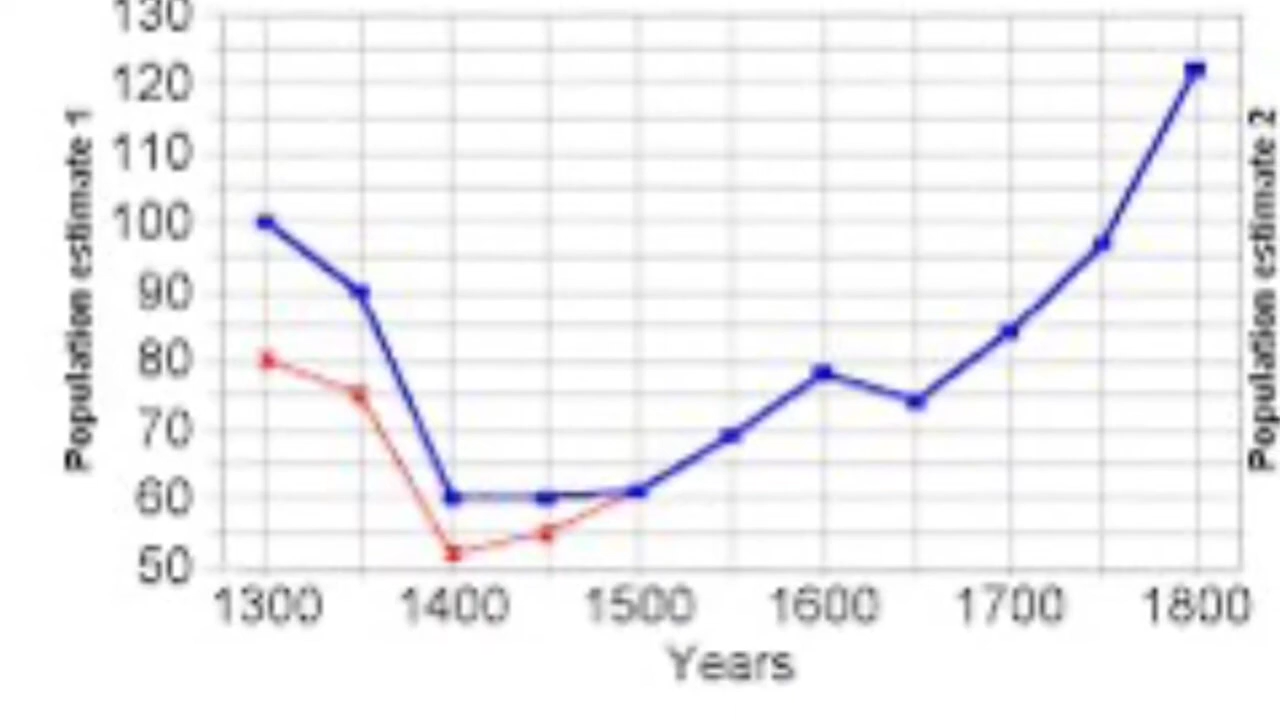 130
120
110
100
90
80
70
60
50
Population estimate 1
Population estimate 2
1300 1400 1500 1600 1700 1800
Years